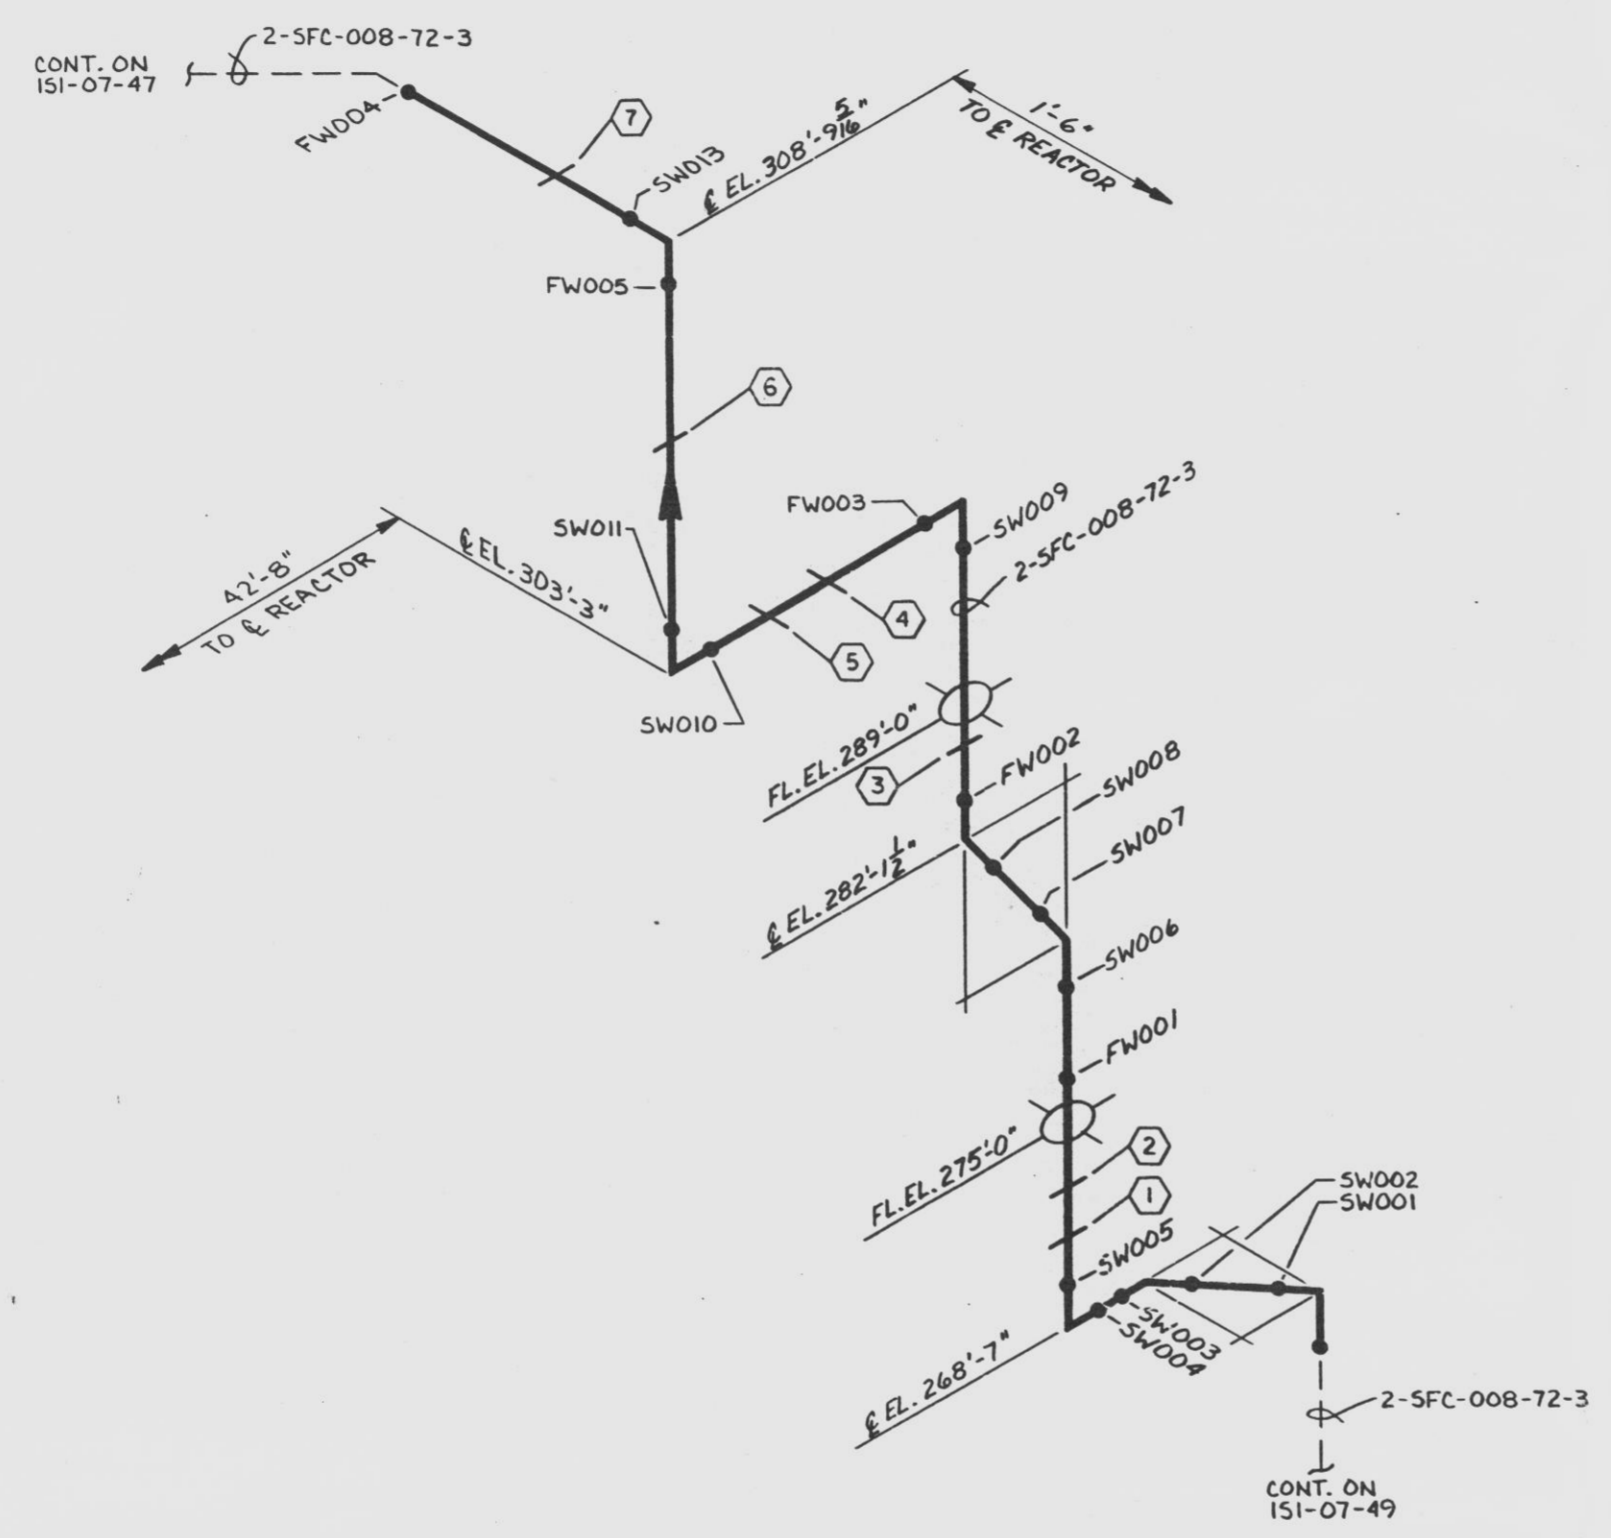 2-SFC-008-72-3
CONT. ON
ISI-07-47
FW004
7
SW013
℄ EL. 308'-9 5/16"
1'-6"
TO ℄ REACTOR
FW005
6
FW003
SW009
2-SFC-008-72-3
SW011
℄ EL. 303'-3"
42'-8"
TO ℄ REACTOR
4
5
SW010
FL. EL. 289'-0"
3
FW002
SW008
SW007
℄ EL. 282'-1 1/2"
SW006
FW001
FL. EL. 275'-0"
2
1
SW002
SW001
SW005
SW003
SW004
℄ EL. 268'-7"
2-SFC-008-72-3
CONT. ON
ISI-07-49